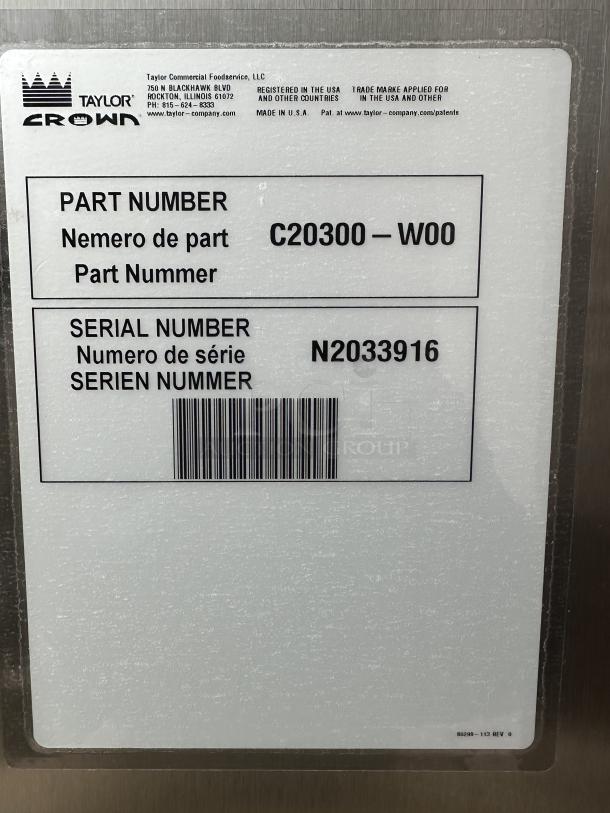 TAYLOR®
CROWN®
Taylor Commercial Foodservice, LLC
750 N BLACKHAWK BLVD
ROCKTON, ILLINOIS 61072
PH: 815-624-8333
www.taylor-company.com
REGISTERED IN THE USA
AND OTHER COUNTRIES
TRADE MARKE APPLIED FOR
IN THE USA AND OTHER
MADE IN U.S.A. Pat. at www.taylor-company.com/patents
PART NUMBER
Nemero de part C20300-W00
Part Nummer
SERIAL NUMBER
Numero de série N2033916
SERIEN NUMMER
AUCTION GROUP